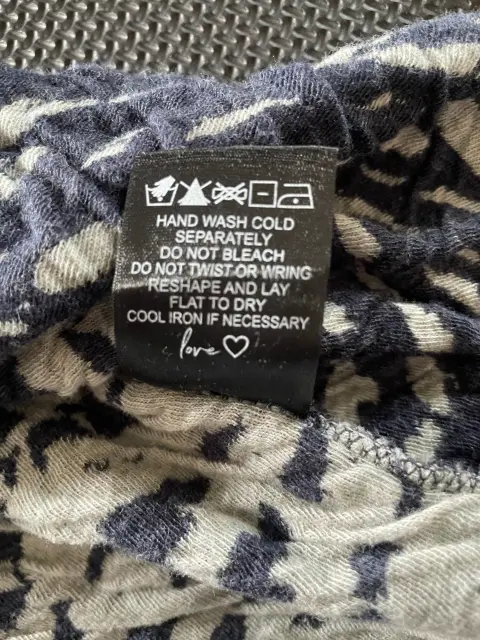 HAND WASH COLD
SEPARATELY
DO NOT BLEACH
DO NOT TWIST OR WRING
RESHAPE AND LAY
FLAT TO DRY
COOL IRON IF NECESSARY
love♡